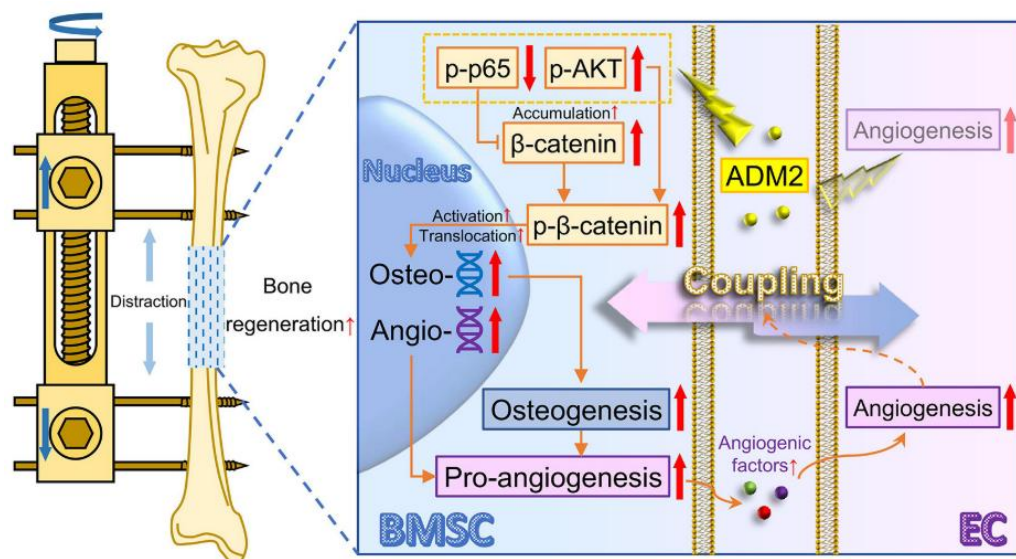 p-p65
p-AKT
Accumulation↑
β-catenin
Nucleus
ADM2
Angiogenesis
Activation↑
Translocation↑
p-β-catenin
Osteo-
Angio-
Distraction
Bone
regeneration↑
Coupling
Osteogenesis
Pro-angiogenesis
Angiogenic
factors↑
Angiogenesis
BMSC
EC